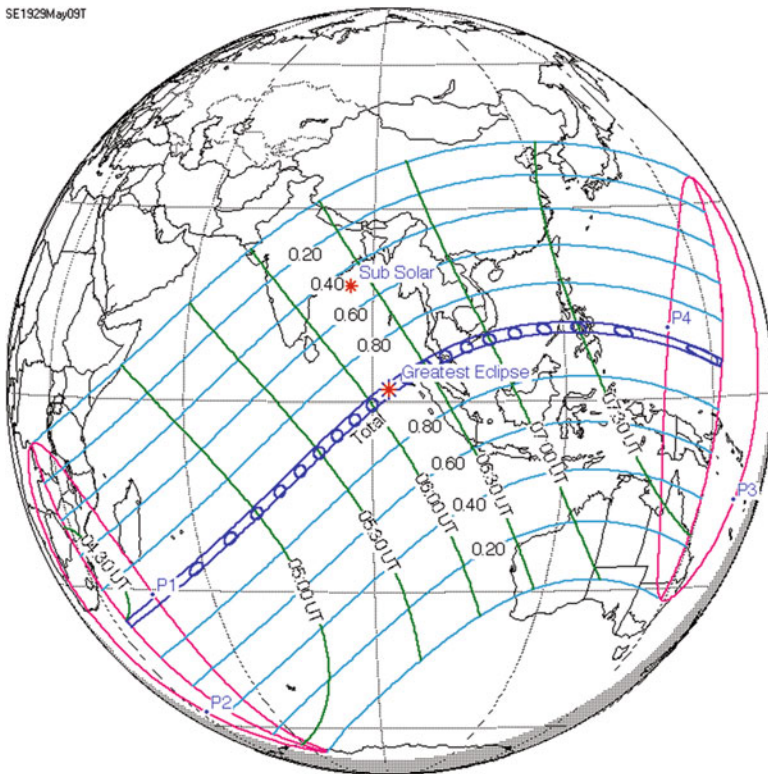 SE1929May09T
0.20
Sub Solar
0.40
0.60
0.80
P4
Greatest Eclipse
Total
0.80
0.60
0.40
0.20
07:30 UT
07:00 UT
06:30 UT
06:00 UT
05:30 UT
05:00 UT
04:30 UT
P3
P1
P2